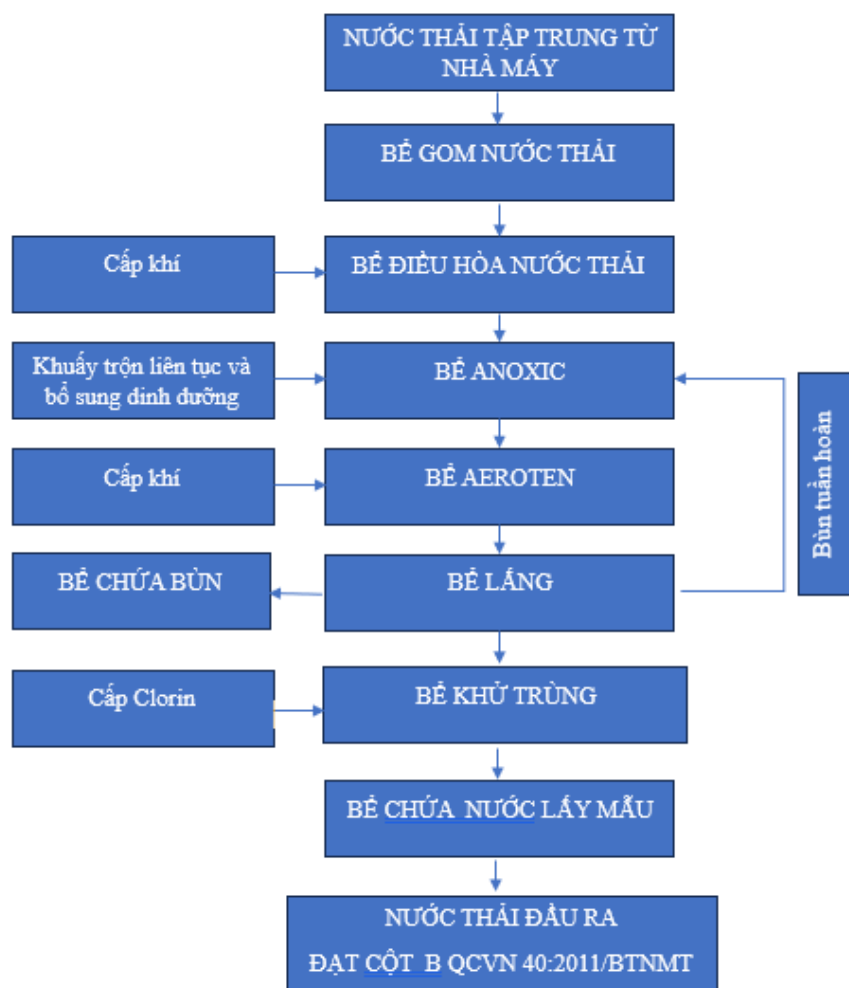 NƯỚC THẢI TẬP TRUNG TỪ
NHÀ MÁY
BỂ GOM NƯỚC THẢI
Cấp khí
BỂ ĐIỀU HÒA NƯỚC THẢI
Khuấy trộn liên tục và
bổ sung dinh dưỡng
BỂ ANOXIC
Bùn tuần hoàn
Cấp khí
BỂ AEROTEN
BỂ CHỨA BÙN
BỂ LẮNG
Cấp Clorin
BỂ KHỬ TRÙNG
BỂ CHỨA NƯỚC LẤY MẪU
NƯỚC THẢI ĐẦU RA
ĐẠT CỘT B QCVN 40:2011/BTNMT